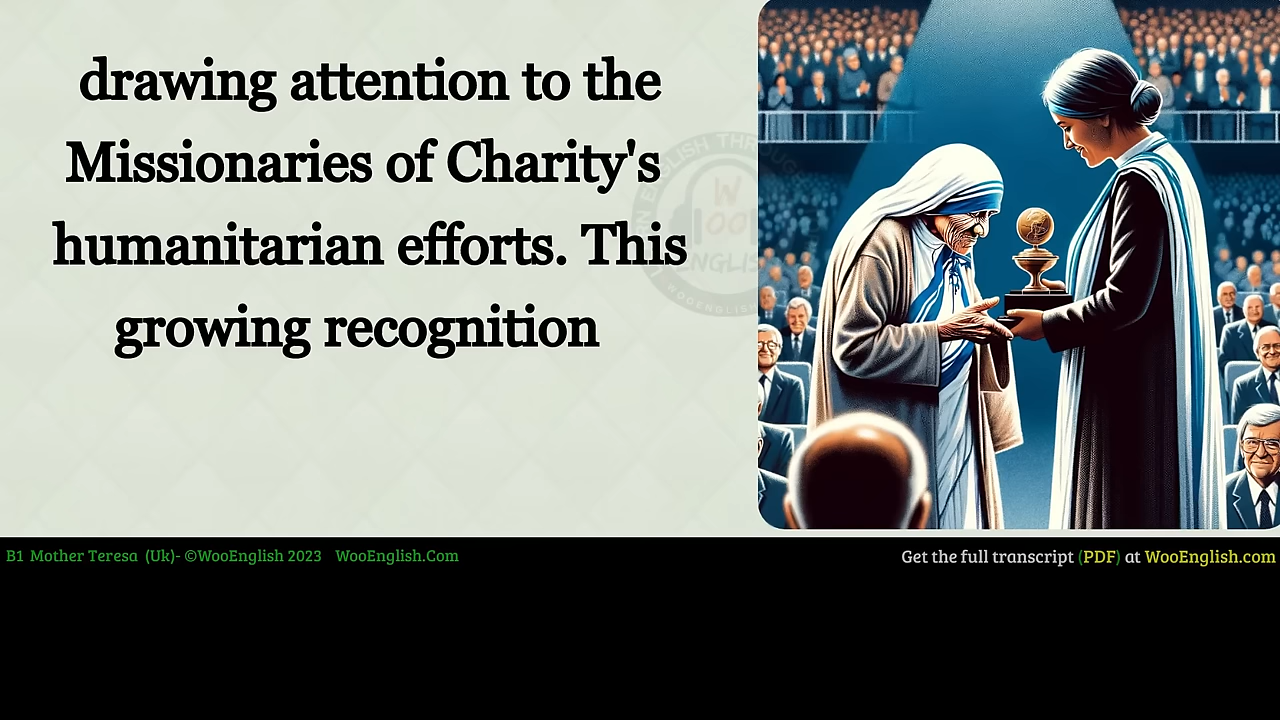 drawing attention to the
Missionaries of Charity's
humanitarian efforts. This
growing recognition
B1 Mother Teresa (Uk)- ©WooEnglish 2023 WooEnglish.Com
Get the full transcript (PDF) at WooEnglish.com